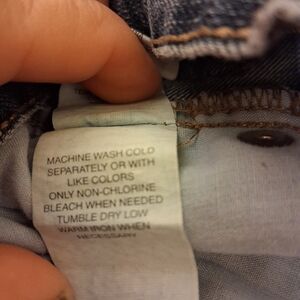 MACHINE WASH COLD
SEPARATELY OR WITH
LIKE COLORS
ONLY NON-CHLORINE
BLEACH WHEN NEEDED
TUMBLE DRY LOW
WARM IRON WHEN
NECESSARY